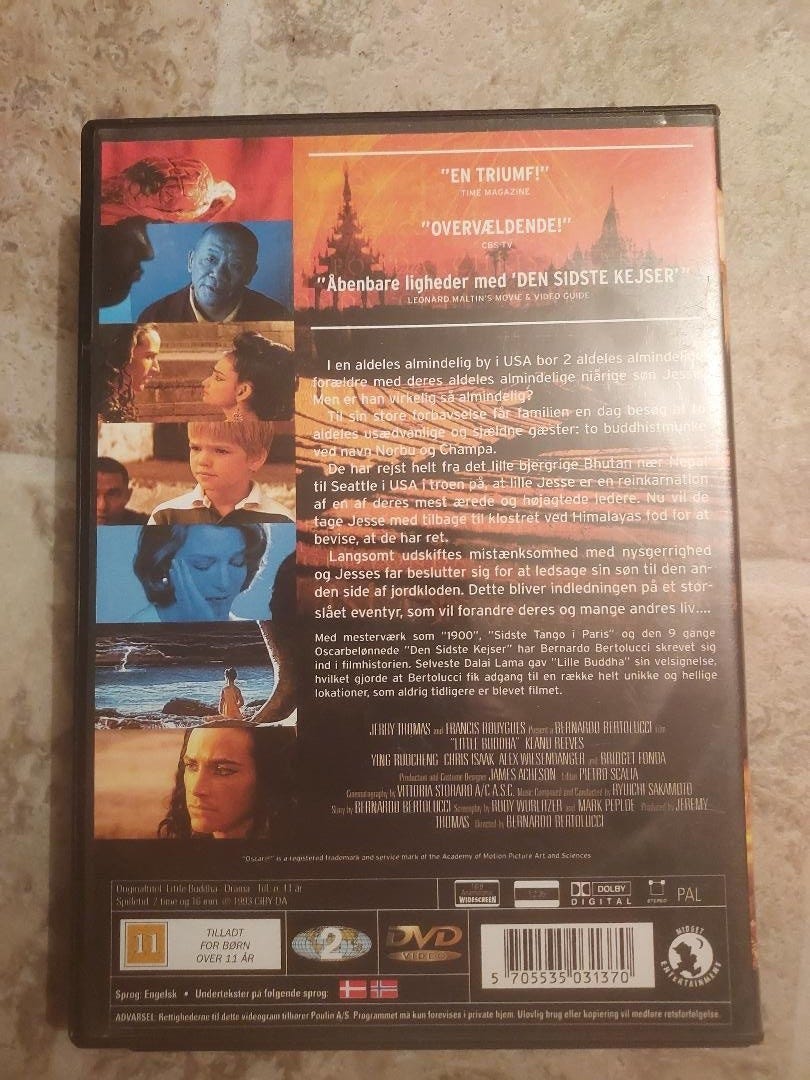 "EN TRIUMF!"
TIME MAGAZINE
"OVERVÆLDENDE!"
CBS TV
"Åbenbare ligheder med 'DEN SIDSTE KEJSER'"
LEONARD MALTIN'S MOVIE & VIDEO GUIDE
I en aldeles almindelig by i USA bor 2 aldeles almindelige
forældre med deres aldeles almindelige niårige søn Jesse.
Men er han virkelig så almindelig?
Til sin store forbavselse får familien en dag besøg af to
aldeles usædvanlige og sjældne gæster: to buddhistmunke
ved navn Norbu og Champa.
De har rejst helt fra det lille bjergrige Bhutan nær Nepal
til Seattle i USA i troen på, at lille Jesse er en reinkarnation
af en af deres mest ærede og højagtede ledere. Nu vil de
tage Jesse med tilbage til klostret ved Himalayas fod for at
bevise, at de har ret.
Langsomt udskiftes mistænksomhed med nysgerrighed
og Jesses far beslutter sig for at ledsage sin søn til den an-
den side af jordkloden. Dette bliver indledningen på et stor-
slået eventyr, som vil forandre deres og mange andres liv....
Med mesterværk som "1900", "Sidste Tango i Paris" og den 9 gange
Oscarbelønnede "Den Sidste Kejser" har Bernardo Bertolucci skrevet sig
ind i filmhistorien. Selveste Dalai Lama gav "Lille Buddha" sin velsignelse,
hvilket gjorde at Bertolucci fik adgang til en række helt unikke og hellige
lokationer, som aldrig tidligere er blevet filmet.
JERRY THOMAS and FRANCIS BOUYGUES Present a BERNARDO BERTOLUCCI Film
"LITTLE BUDDHA" KEANU REEVES
YING RUOCHENG CHRIS ISAAK ALEX WIESENDANGER and BRIDGET FONDA
Production and Costume Designer JAMES ACHESON Editor PIETRO SCALIA
Cinematography by VITTORIA STORARO A/C A.S.C. Music Composed and Conducted by RYUICHI SAKAMOTO
Story by BERNARDO BERTOLUCCI Screenplay by RUDY WURLITZER and MARK PEPLOE Produced by JEREMY
THOMAS Directed by BERNARDO BERTOLUCCI
"Oscar®" is a registered trademark and service mark of the Academy of Motion Picture Art and Sciences
Originaltitel: Little Buddha Drama Till. o. 11 år
Spilletid 2 time og 16 min. © 1993 CIBY DA
16:9
WIDESCREEN
DOLBY
DIGITAL
STEREO
PAL
11
TILLADT
FOR BØRN
OVER 11 ÅR
2
DVD
VIDEO
5 705535 031370
MIDGET
ENTERTAINMENT
Sprog: Engelsk • Undertekster på følgende sprog:
ADVARSEL: Rettighederne til dette videogram tilhører Poulin A/S. Programmet må kun forevises i private hjem. Ulovlig brug eller kopiering vil medføre retsforfølgelse.